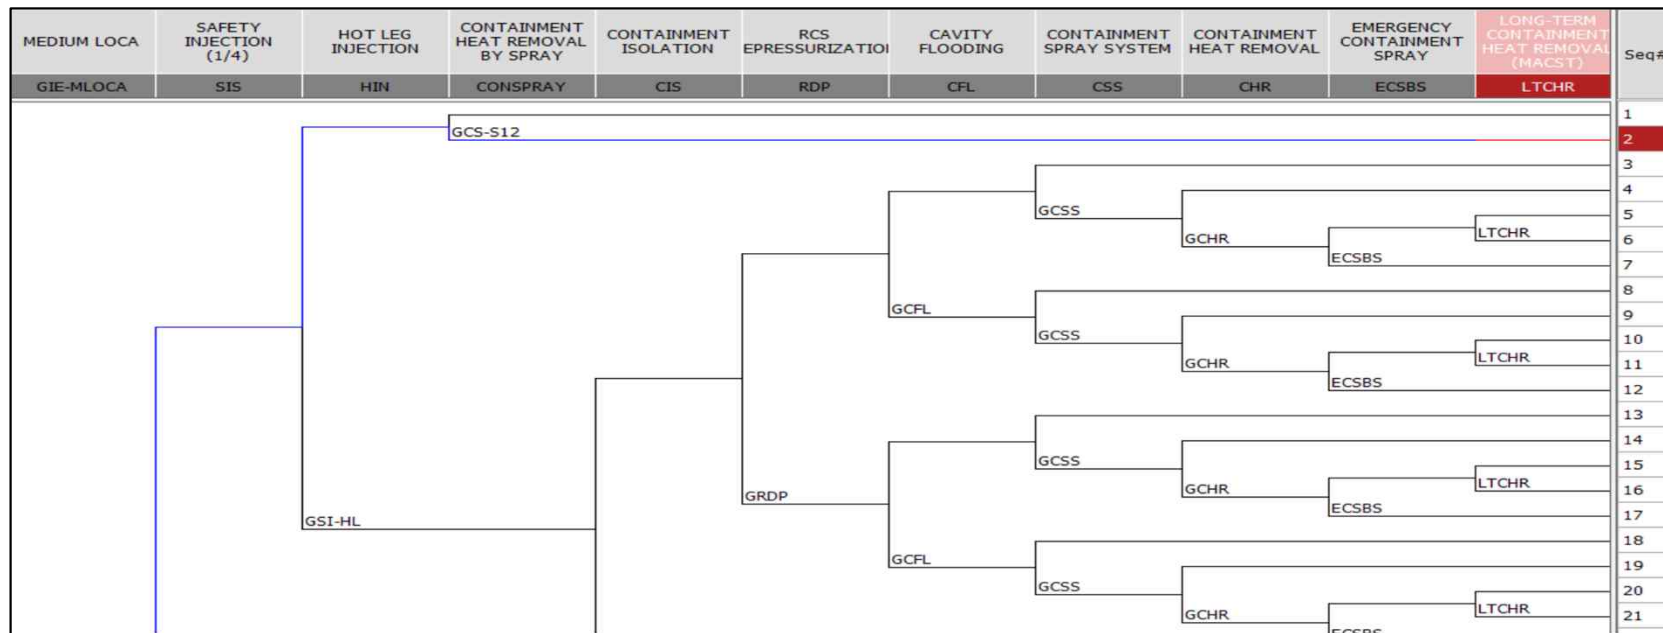 MEDIUM LOCA
SAFETY
INJECTION
(1/4)
HOT LEG
INJECTION
CONTAINMENT
HEAT REMOVAL
BY SPRAY
CONTAINMENT
ISOLATION
RCS
EPRESSURIZATIO
CAVITY
FLOODING
CONTAINMENT
SPRAY SYSTEM
CONTAINMENT
HEAT REMOVAL
EMERGENCY
CONTAINMENT
SPRAY
LONG-TERM
CONTAINMENT
HEAT REMOVAL
(MACST)
Seq#
GIE-MLOCA
SIS
HIN
CONSPRAY
CIS
RDP
CFL
CSS
CHR
ECSBS
LTCHR
1
GCS-S12
2
3
4
GCSS
5
LTCHR
GCHR
6
ECSBS
7
8
GCFL
9
GCSS
10
LTCHR
GCHR
11
ECSBS
12
13
14
GCSS
15
LTCHR
GCHR
16
GRDP
ECSBS
17
GSI-HL
18
GCFL
19
GCSS
20
LTCHR
GCHR
21
ECSBS